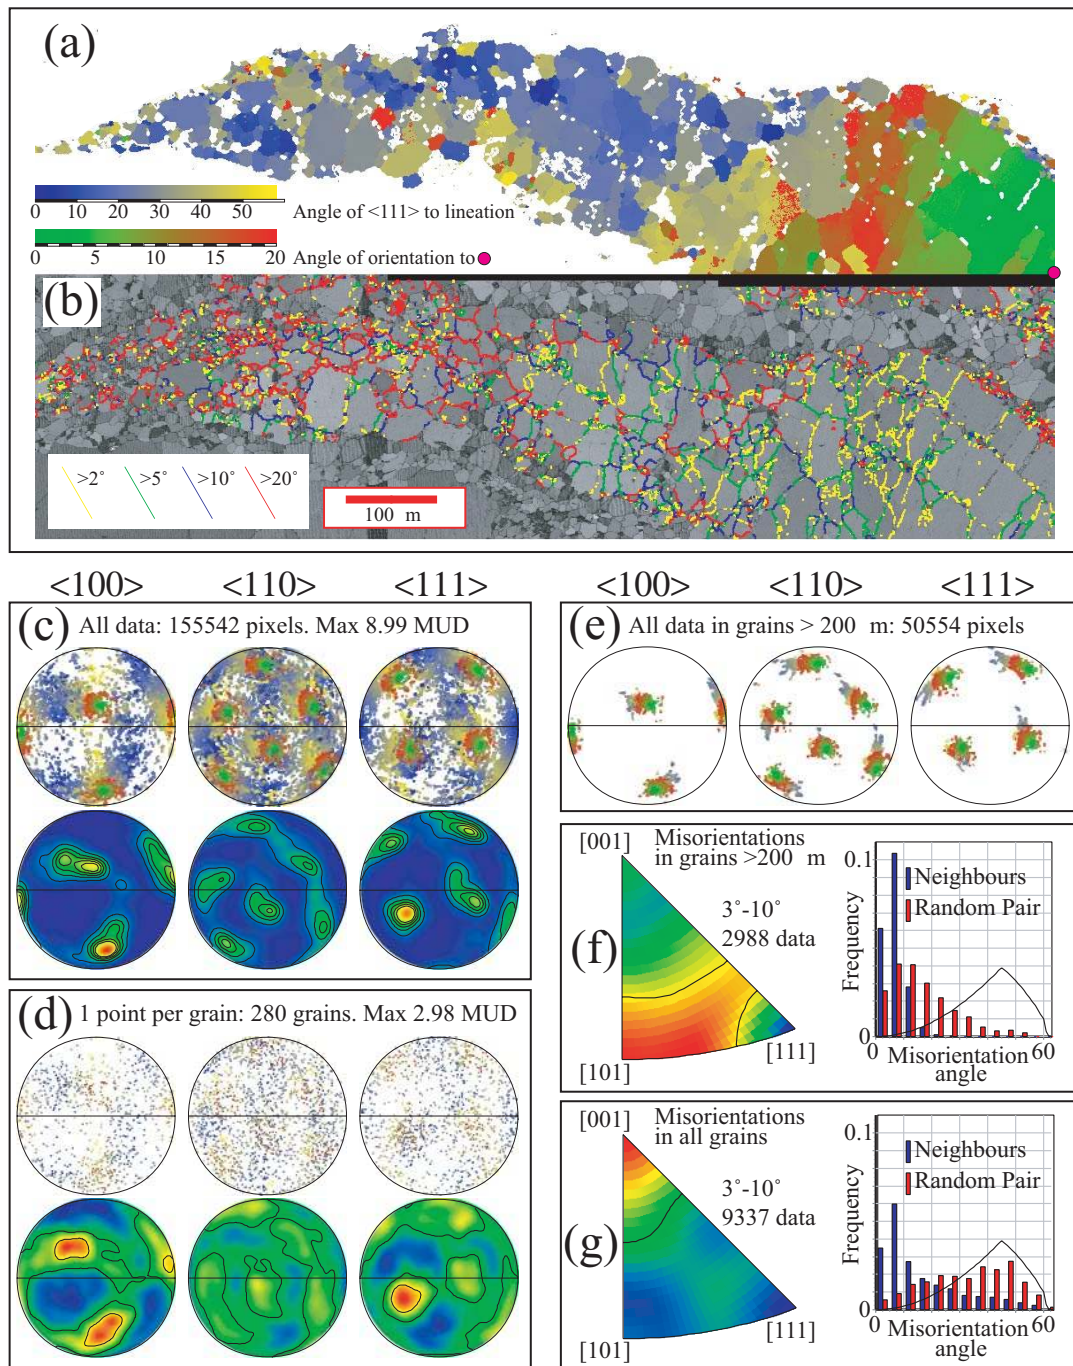 (a)
0 10 20 30 40 50
Angle of <111> to lineation
0 5 10 15 20
Angle of orientation to
(b)
>2° >5° >10° >20°
100 m
<100> <110> <111>
(c) All data: 155542 pixels. Max 8.99 MUD
(d) 1 point per grain: 280 grains. Max 2.98 MUD
<100> <110> <111>
(e) All data in grains > 200 m: 50554 pixels
(f)
[001]
Misorientations
in grains >200 m
3°-10°
2988 data
[101]
[111]
0.1
Frequency
Neighbours
Random Pair
0 60
Misorientation
angle
(g)
[001]
Misorientations
in all grains
3°-10°
9337 data
[101]
[111]
0.1
Frequency
Neighbours
Random Pair
0
0 60
Misorientation
angle